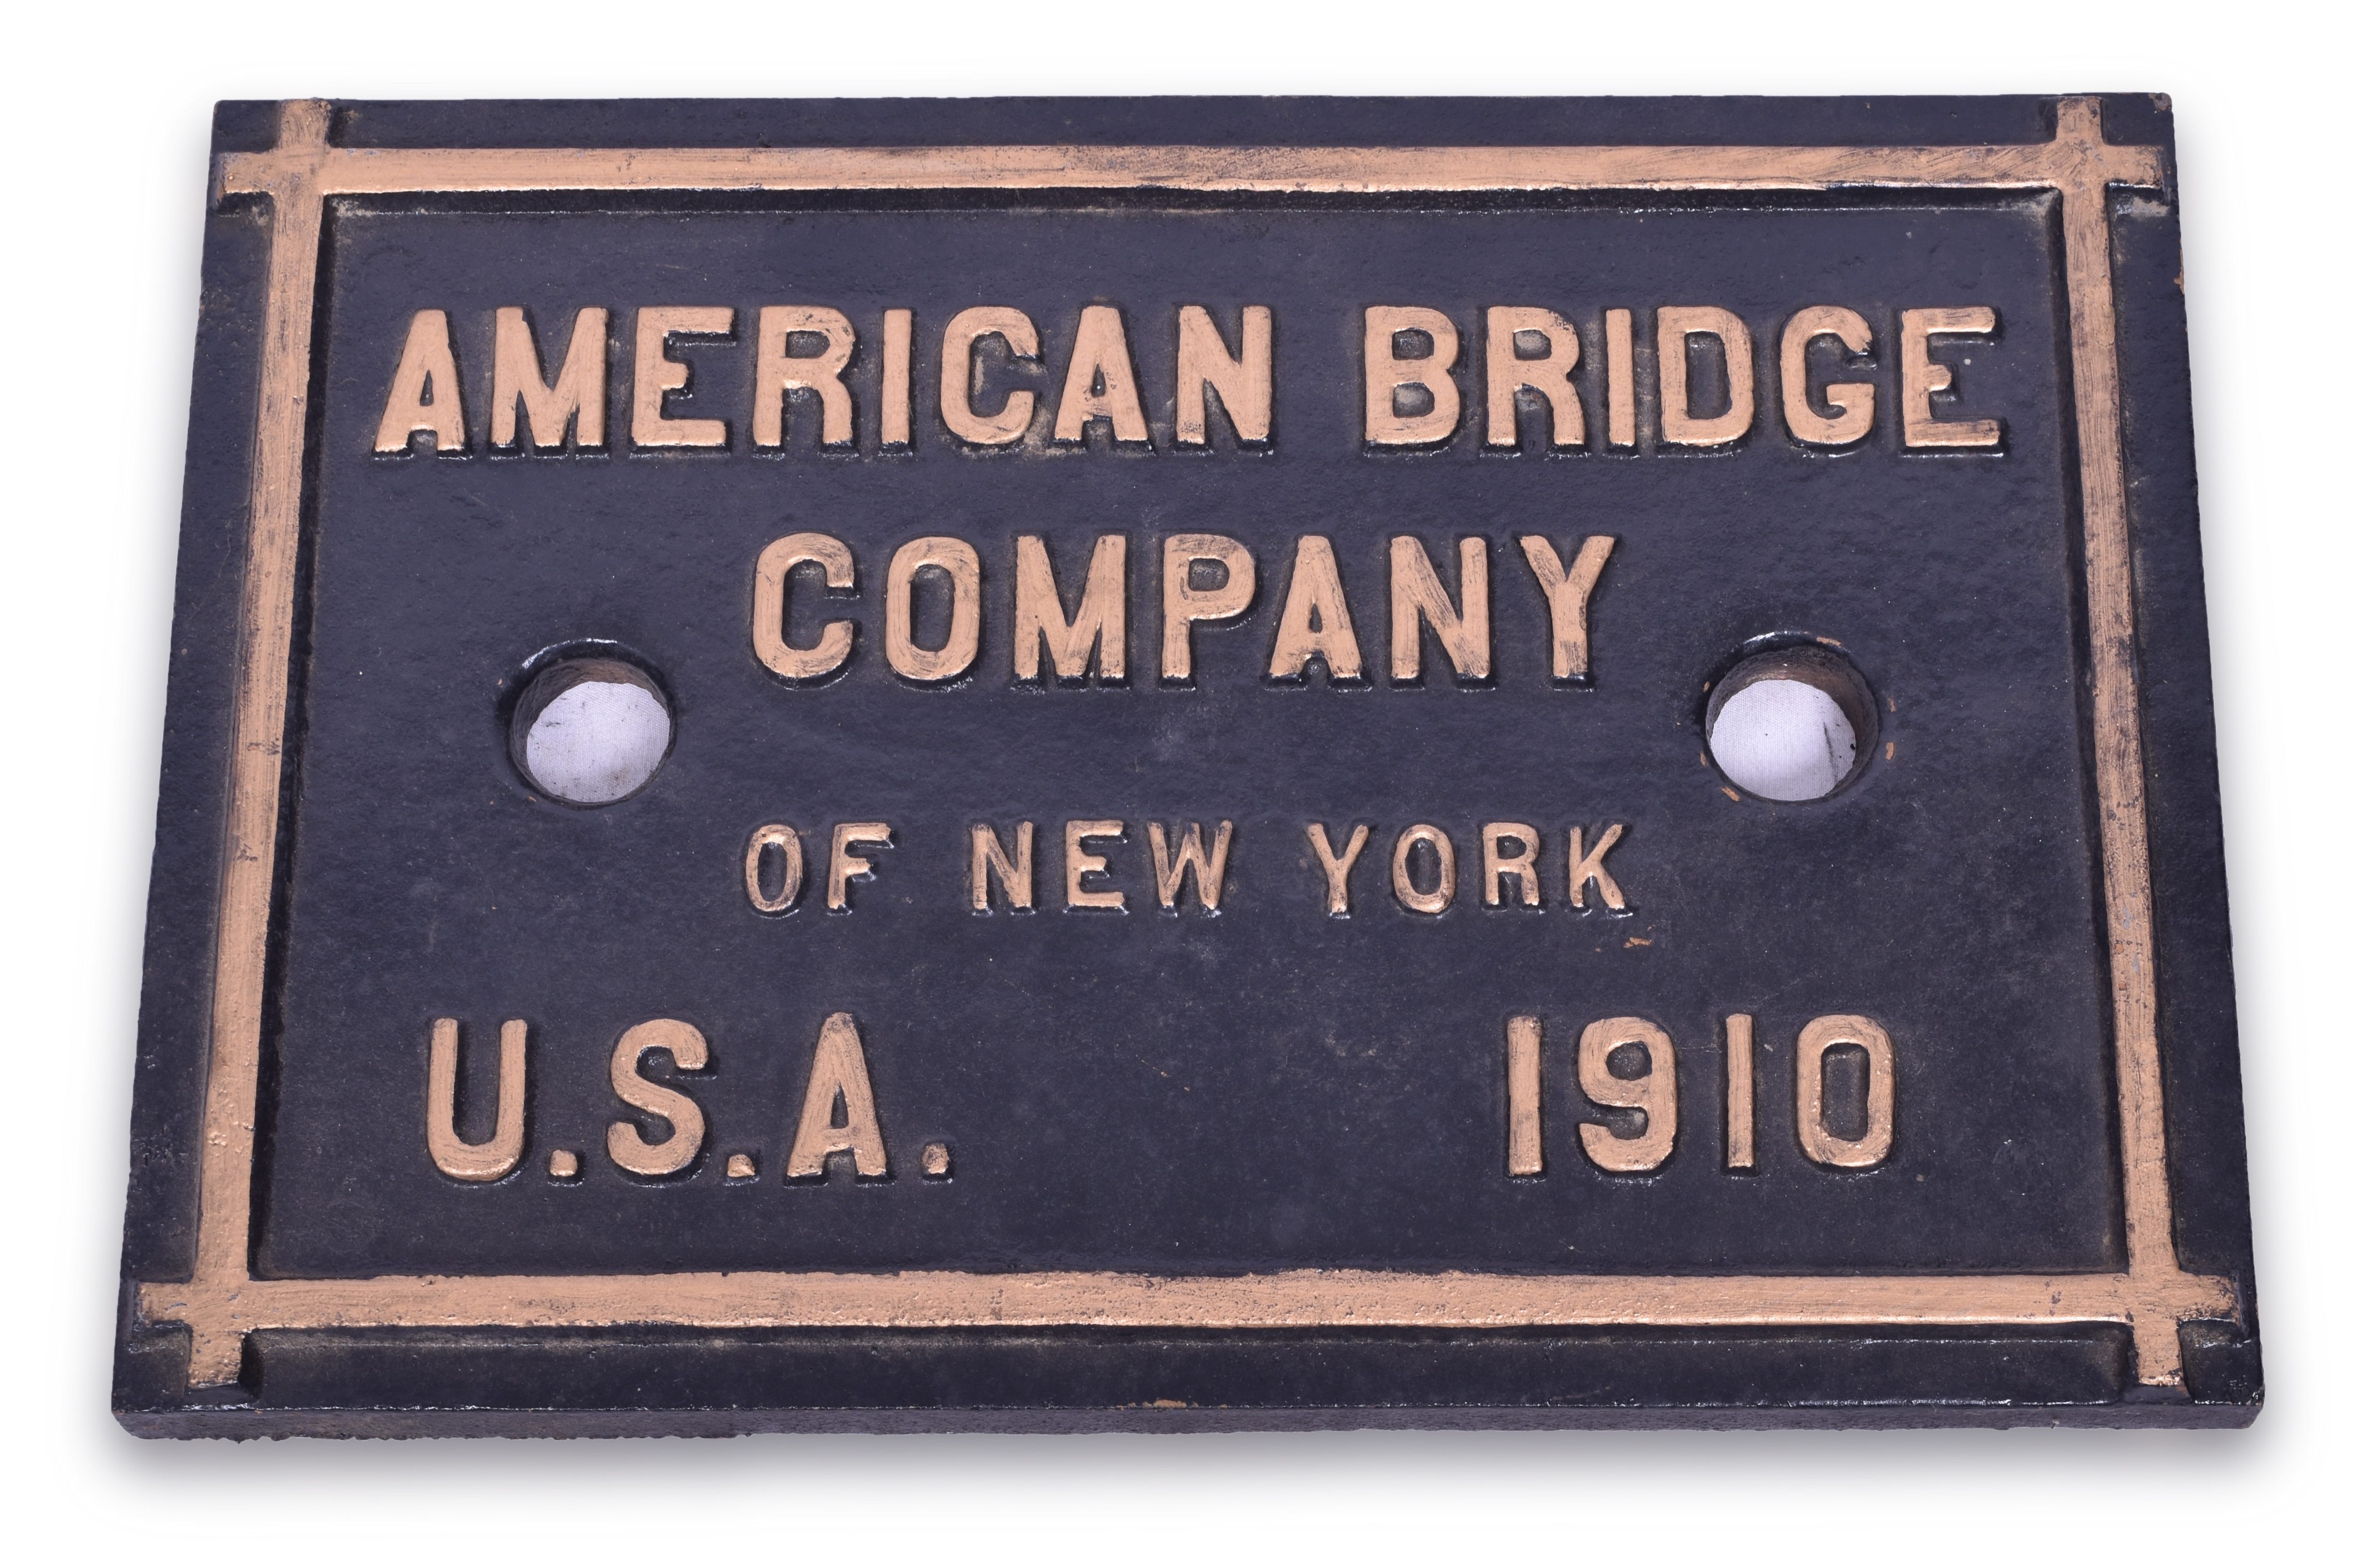 AMERICAN BRIDGE
COMPANY
OF NEW YORK
U.S.A. 1910